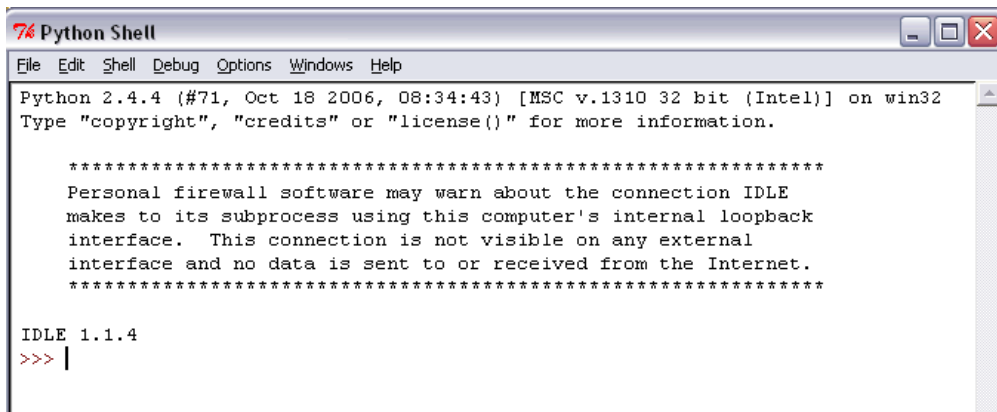 Python Shell
File Edit Shell Debug Options Windows Help
Python 2.4.4 (#71, Oct 18 2006, 08:34:43) [MSC v.1310 32 bit (Intel)] on win32
Type "copyright", "credits" or "license()" for more information.
****************************************************************
Personal firewall software may warn about the connection IDLE
makes to its subprocess using this computer's internal loopback
interface.  This connection is not visible on any external
interface and no data is sent to or received from the Internet.
****************************************************************
IDLE 1.1.4
>>>